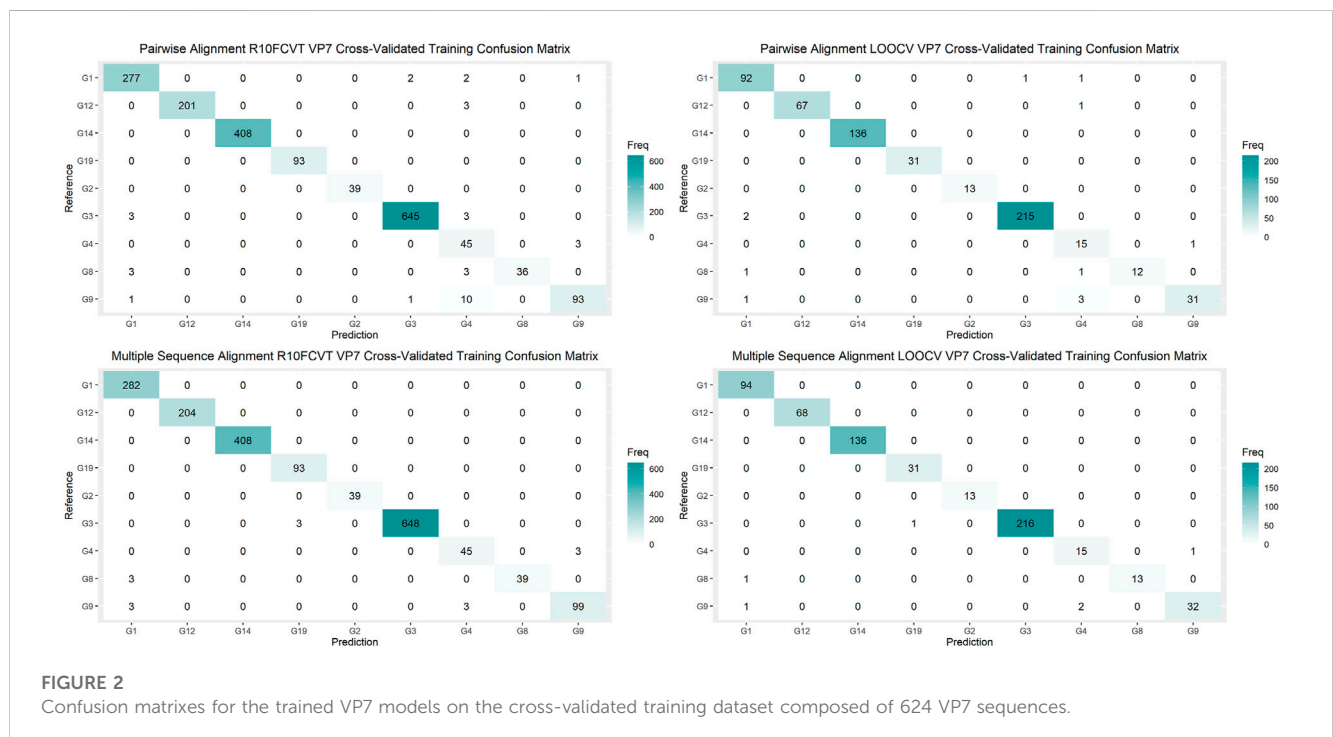 Pairwise Alignment R10FCVT VP7 Cross-Validated Training Confusion Matrix
G1 277 0 0 0 0 2 2 0 1
G12 0 201 0 0 0 0 3 0 0
G14 0 0 408 0 0 0 0 0 0
G19 0 0 0 93 0 0 0 0 0
G2 0 0 0 0 39 0 0 0 0
G3 3 0 0 0 0 645 3 0 0
G4 0 0 0 0 0 0 45 0 3
G8 3 0 0 0 0 0 3 36 0
G9 1 0 0 0 0 1 10 0 93
G1 G12 G14 G19 G2 G3 G4 G8 G9
Prediction
Reference
Freq
600
400
200
0
Pairwise Alignment LOOCV VP7 Cross-Validated Training Confusion Matrix
G1 92 0 0 0 0 1 1 0 0
G12 0 67 0 0 0 0 1 0 0
G14 0 0 136 0 0 0 0 0 0
G19 0 0 0 31 0 0 0 0 0
G2 0 0 0 0 13 0 0 0 0
G3 2 0 0 0 0 215 0 0 0
G4 0 0 0 0 0 0 15 0 1
G8 1 0 0 0 0 0 1 12 0
G9 1 0 0 0 0 0 3 0 31
G1 G12 G14 G19 G2 G3 G4 G8 G9
Prediction
Reference
Freq
200
150
100
50
0
Multiple Sequence Alignment R10FCVT VP7 Cross-Validated Training Confusion Matrix
G1 282 0 0 0 0 0 0 0 0
G12 0 204 0 0 0 0 0 0 0
G14 0 0 408 0 0 0 0 0 0
G19 0 0 0 93 0 0 0 0 0
G2 0 0 0 0 39 0 0 0 0
G3 0 0 0 3 0 648 0 0 0
G4 0 0 0 0 0 0 45 0 3
G8 3 0 0 0 0 0 0 39 0
G9 3 0 0 0 0 0 3 0 99
G1 G12 G14 G19 G2 G3 G4 G8 G9
Prediction
Reference
Freq
600
400
200
0
Multiple Sequence Alignment LOOCV VP7 Cross-Validated Training Confusion Matrix
G1 94 0 0 0 0 0 0 0 0
G12 0 68 0 0 0 0 0 0 0
G14 0 0 136 0 0 0 0 0 0
G19 0 0 0 31 0 0 0 0 0
G2 0 0 0 0 13 0 0 0 0
G3 0 0 0 1 0 216 0 0 0
G4 0 0 0 0 0 0 15 0 1
G8 1 0 0 0 0 0 0 13 0
G9 1 0 0 0 0 0 2 0 32
G1 G12 G14 G19 G2 G3 G4 G8 G9
Prediction
Reference
Freq
200
150
100
50
0
FIGURE 2
Confusion matrixes for the trained VP7 models on the cross-validated training dataset composed of 624 VP7 sequences.